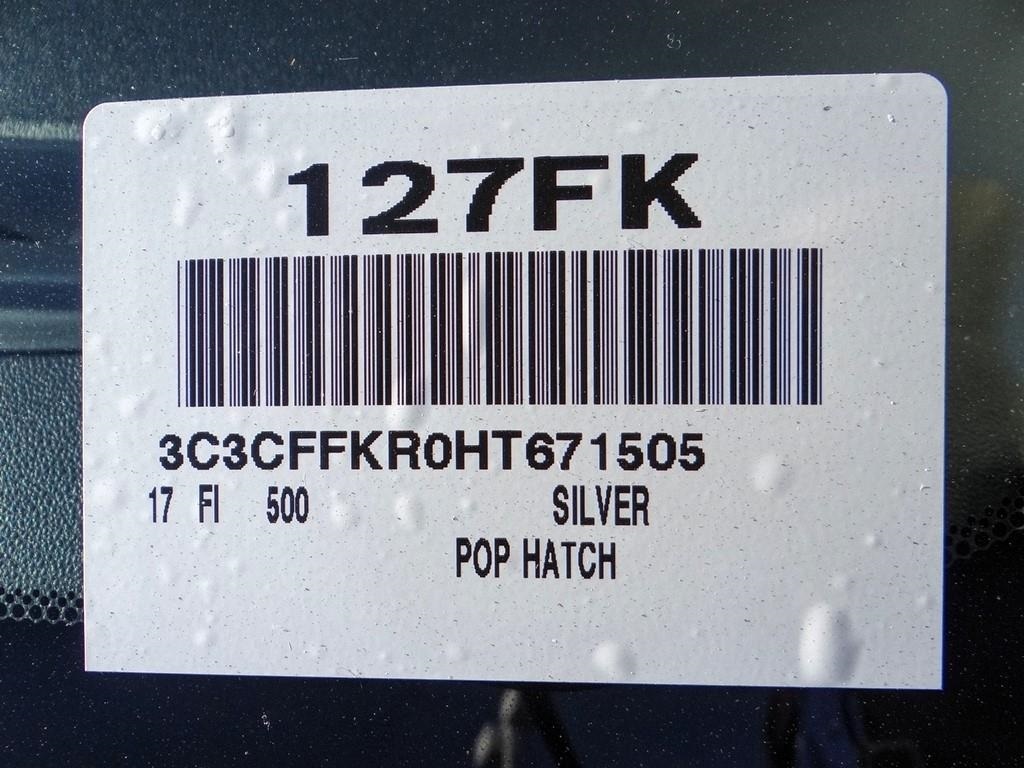 127FK
3C3CFFKR0HT671505
17 FI 500 SILVER
POP HATCH